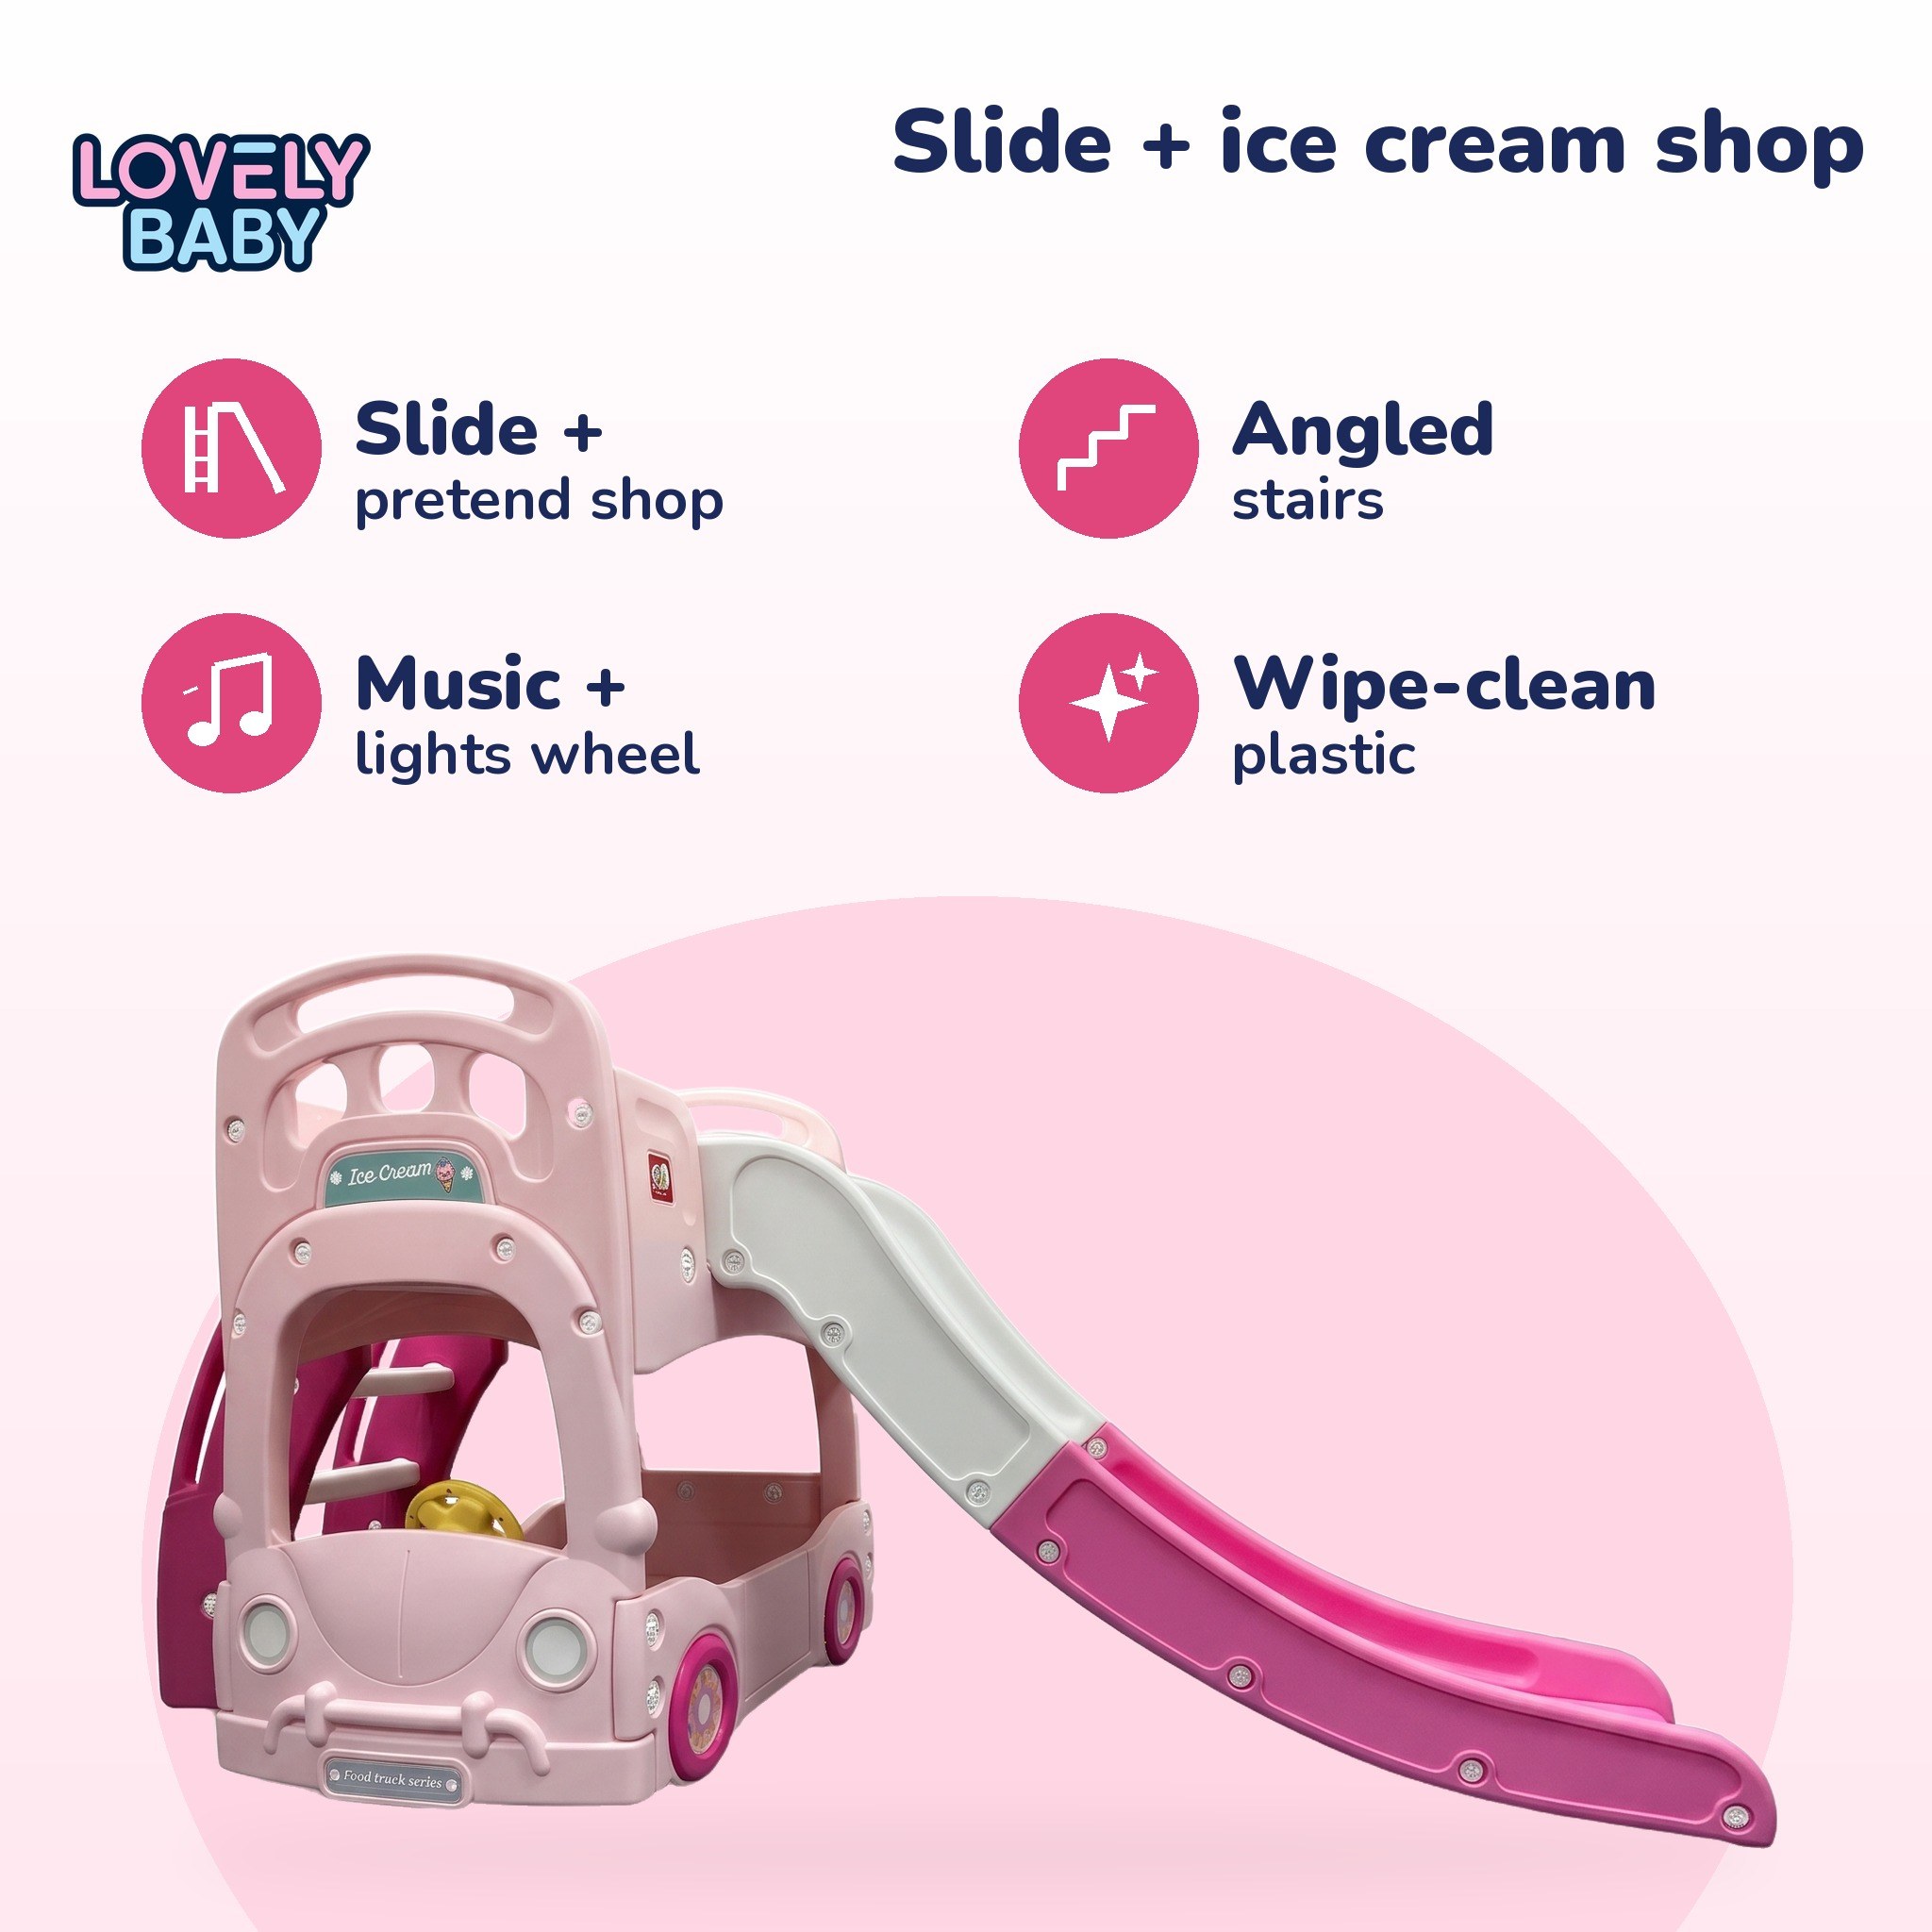 LOVELY
BABY
Slide + ice cream shop
Slide +
pretend shop
Angled
stairs
Music +
lights wheel
Wipe-clean
plastic
Ice Cream
Food truck series